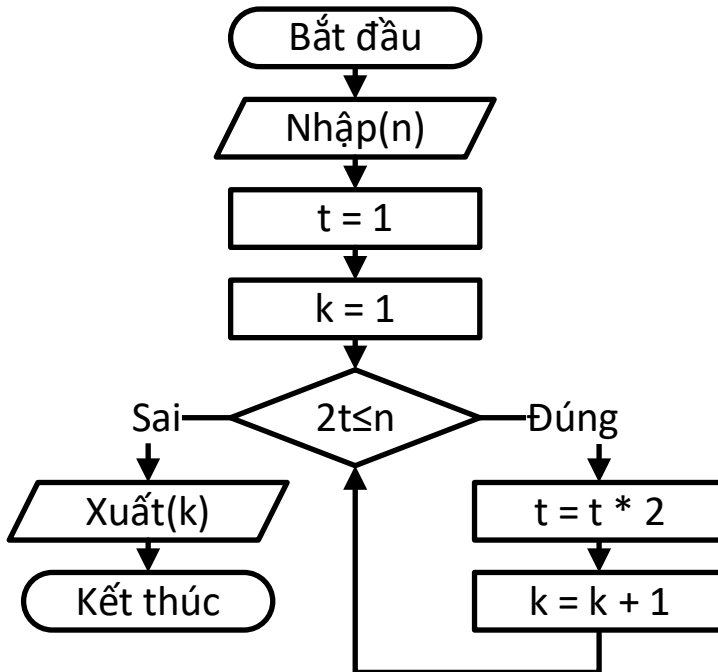 Bắt đầu
Nhập(n)
t = 1
k = 1
2t≤n
Sai
Đúng
Xuất(k)
Kết thúc
t = t * 2
k = k + 1